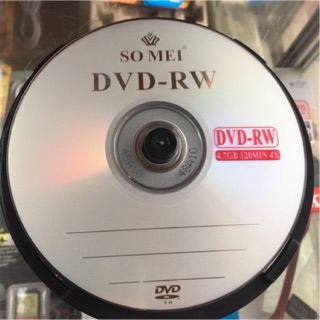 SO MEI
DVD-RW
DVD-RW
4.7GB 120MIN 4X
DVD